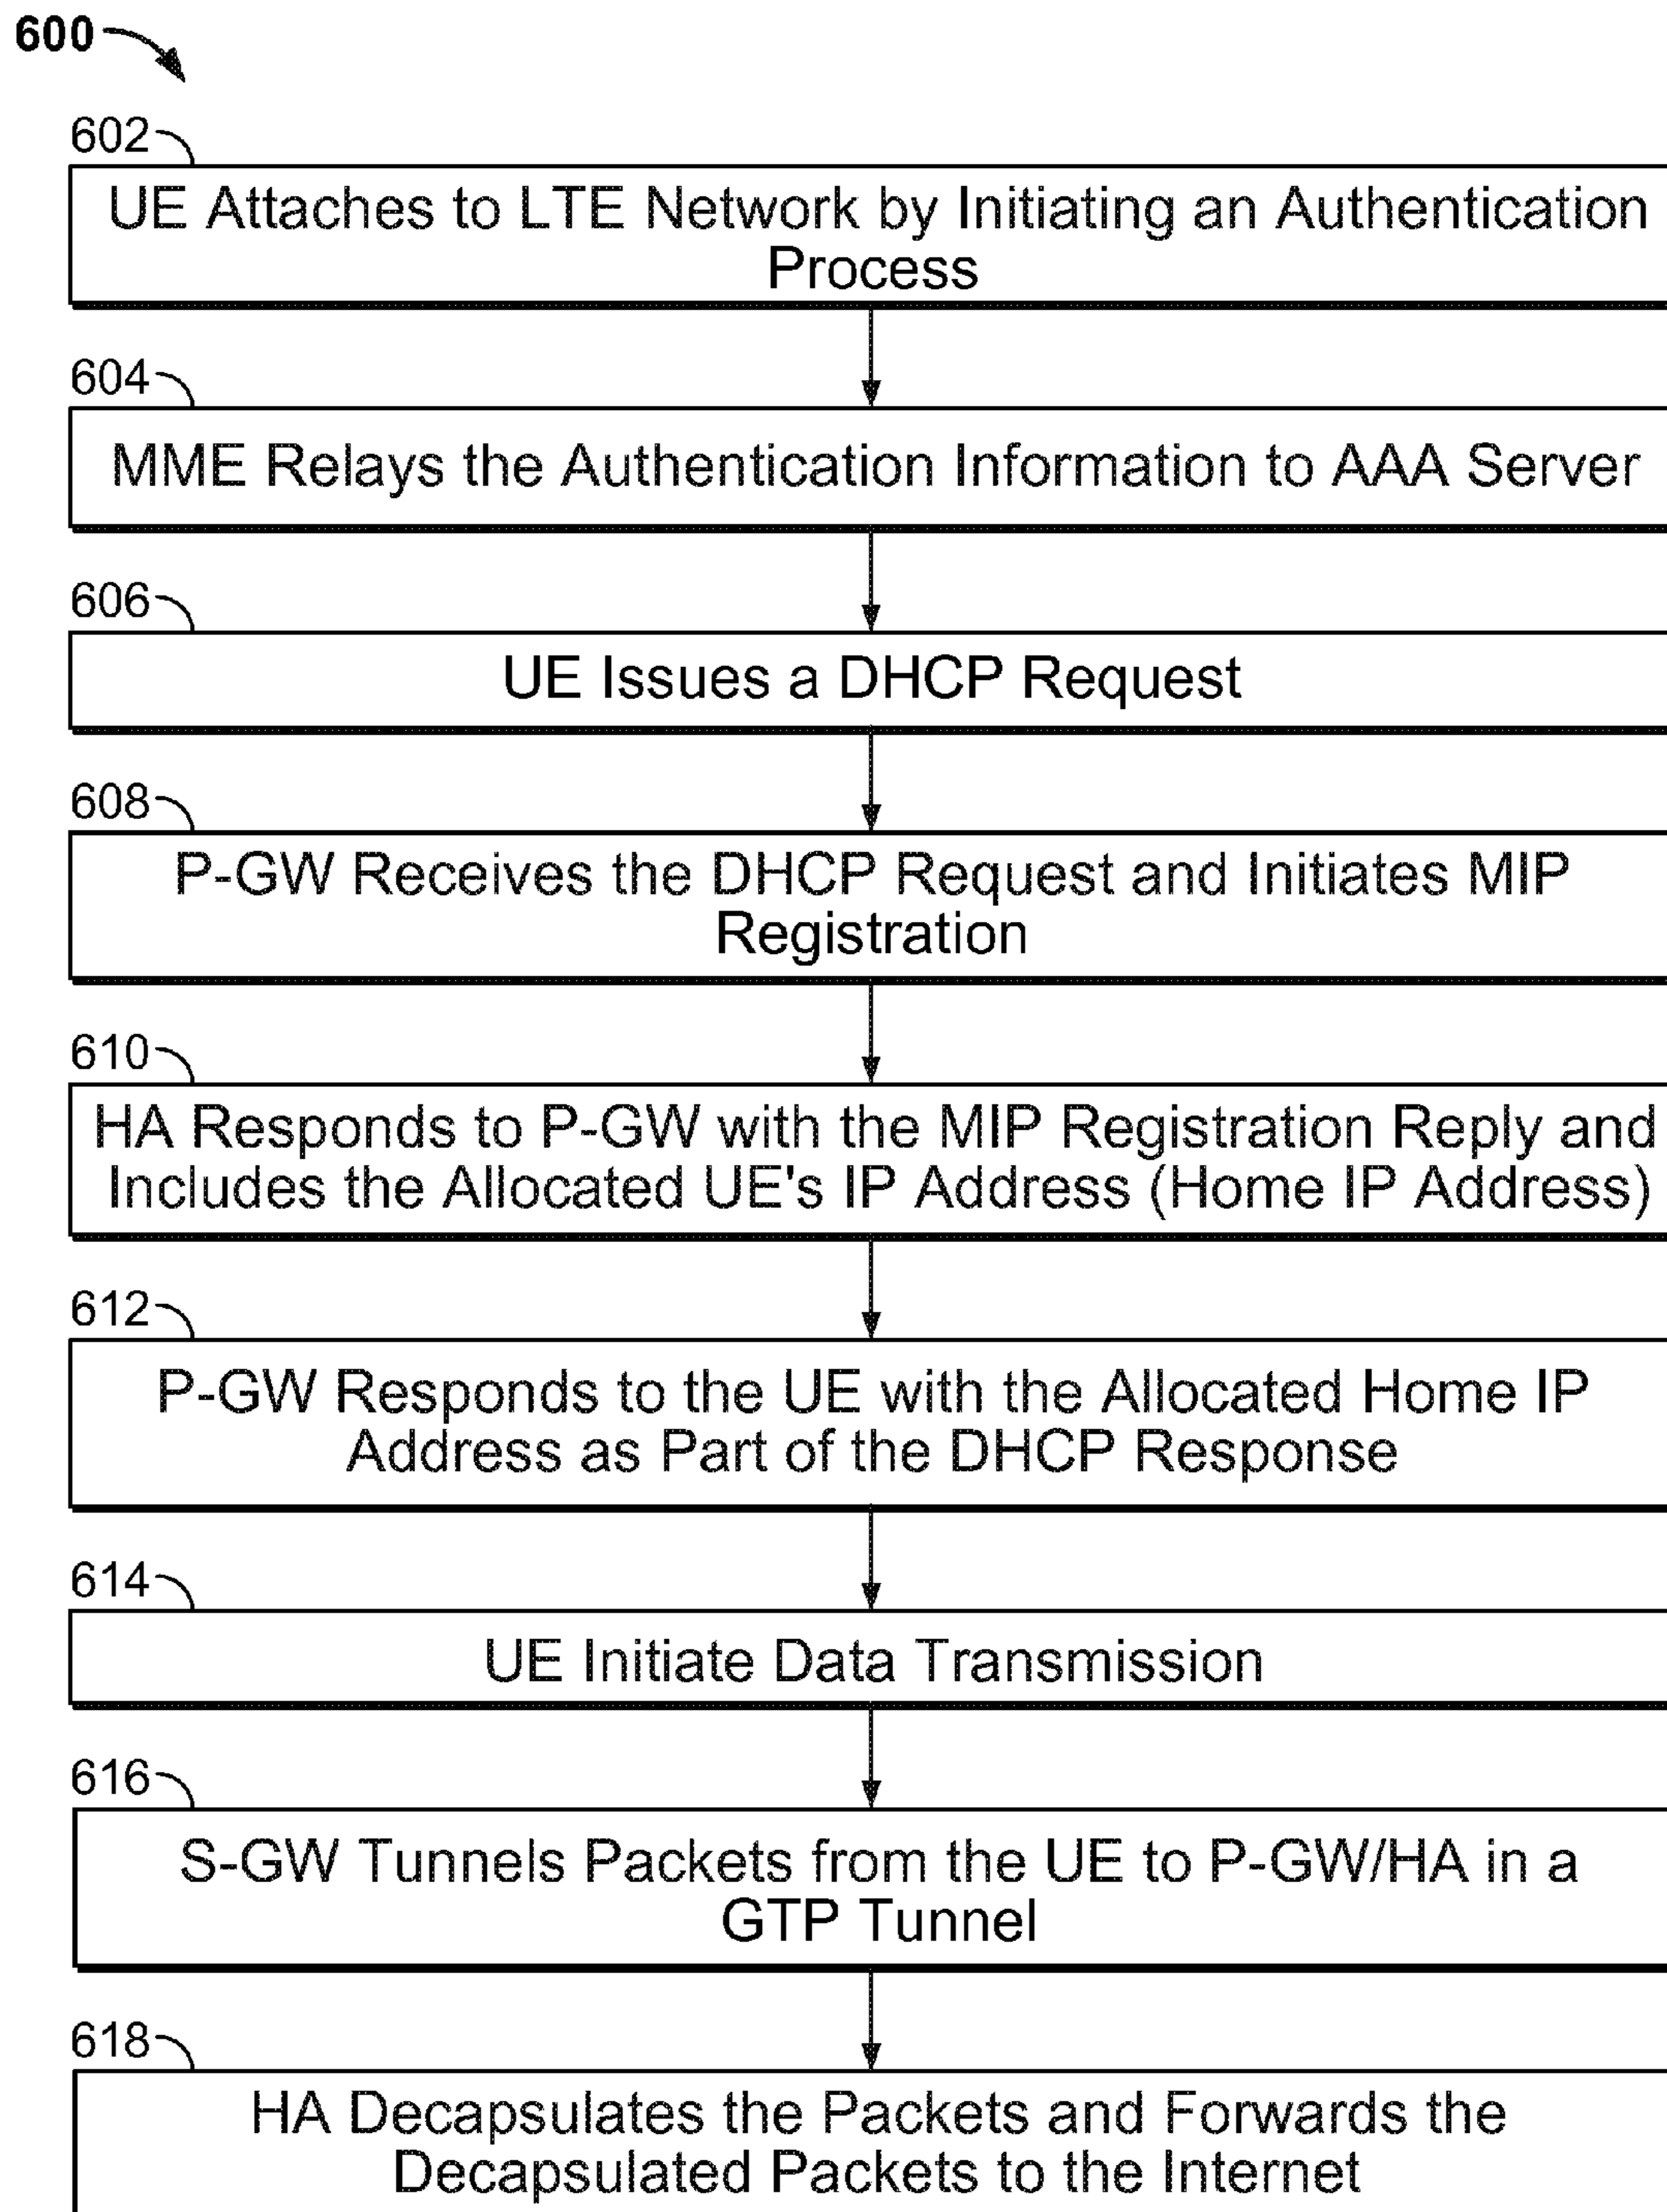 600
602
UE Attaches to LTE Network by Initiating an Authentication
Process
604
MME Relays the Authentication Information to AAA Server
606
UE Issues a DHCP Request
608
P-GW Receives the DHCP Request and Initiates MIP
Registration
610
HA Responds to P-GW with the MIP Registration Reply and
Includes the Allocated UE's IP Address (Home IP Address)
612
P-GW Responds to the UE with the Allocated Home IP
Address as Part of the DHCP Response
614
UE Initiate Data Transmission
616
S-GW Tunnels Packets from the UE to P-GW/HA in a
GTP Tunnel
618
HA Decapsulates the Packets and Forwards the
Decapsulated Packets to the Internet